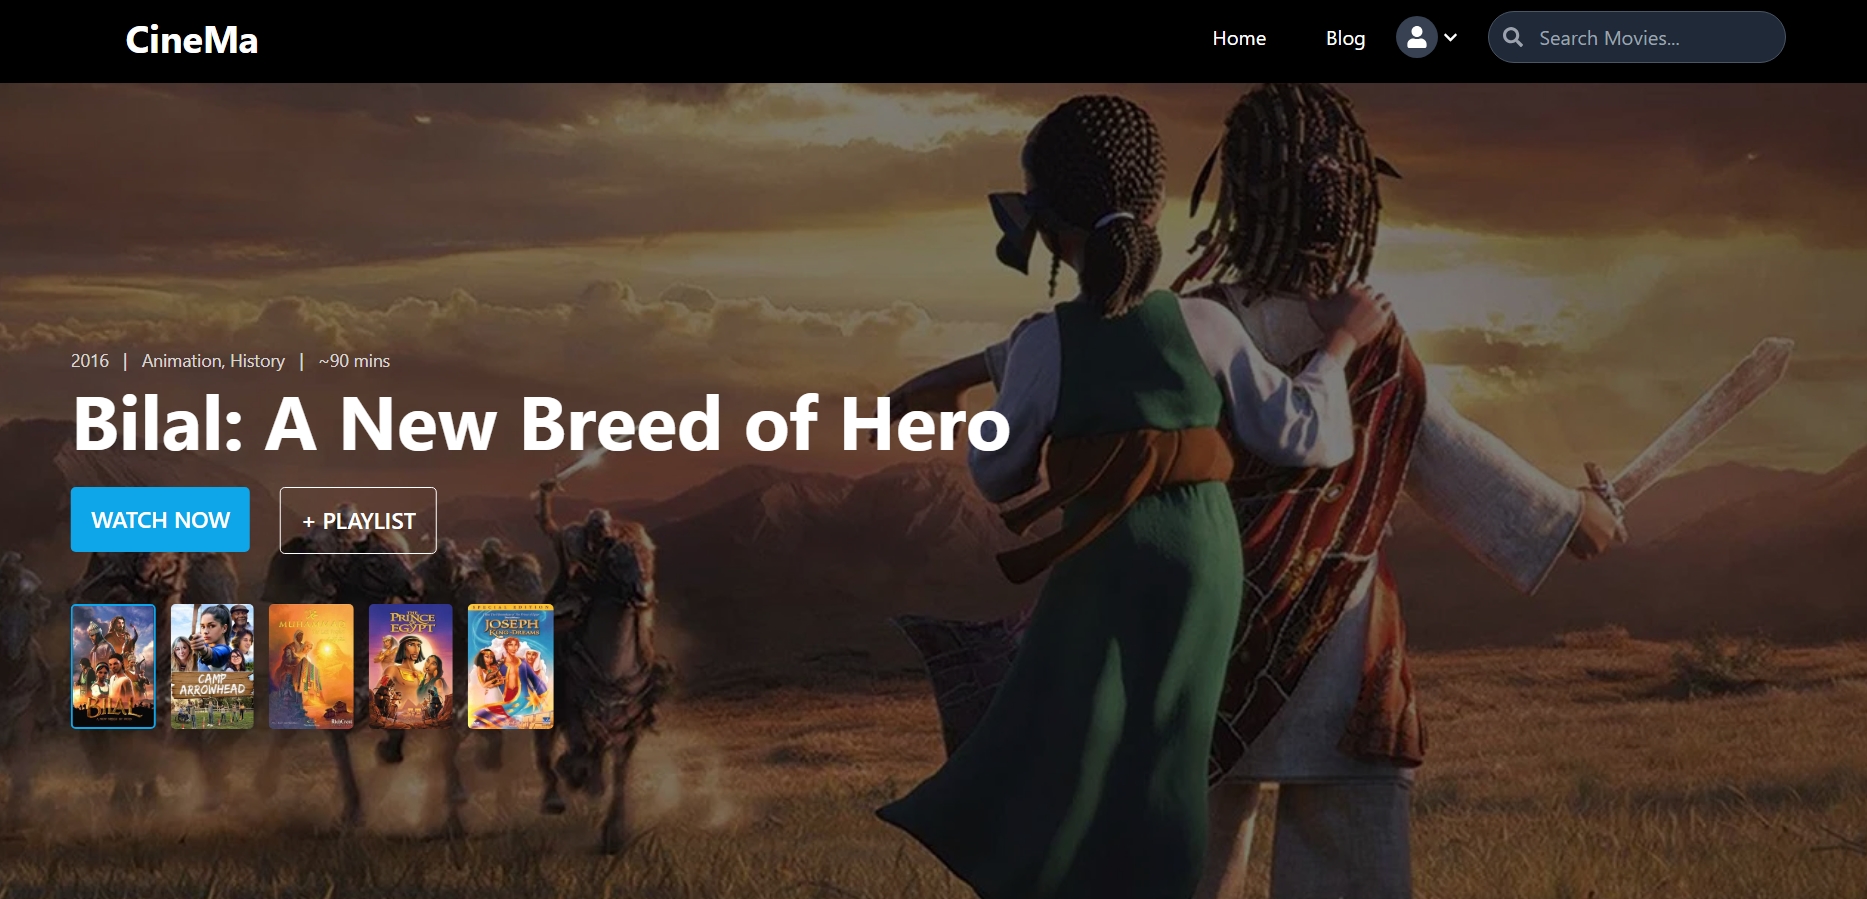 CineMa
Home
Blog
Search Movies...
2016 | Animation, History | ~90 mins
Bilal: A New Breed of Hero
WATCH NOW
+ PLAYLIST
Bilal
CAMP
ARROWHEAD
THE
PRINCE
OF
EGYPT
SPECIAL EDITION
JOSEPH
KING OF DREAMS